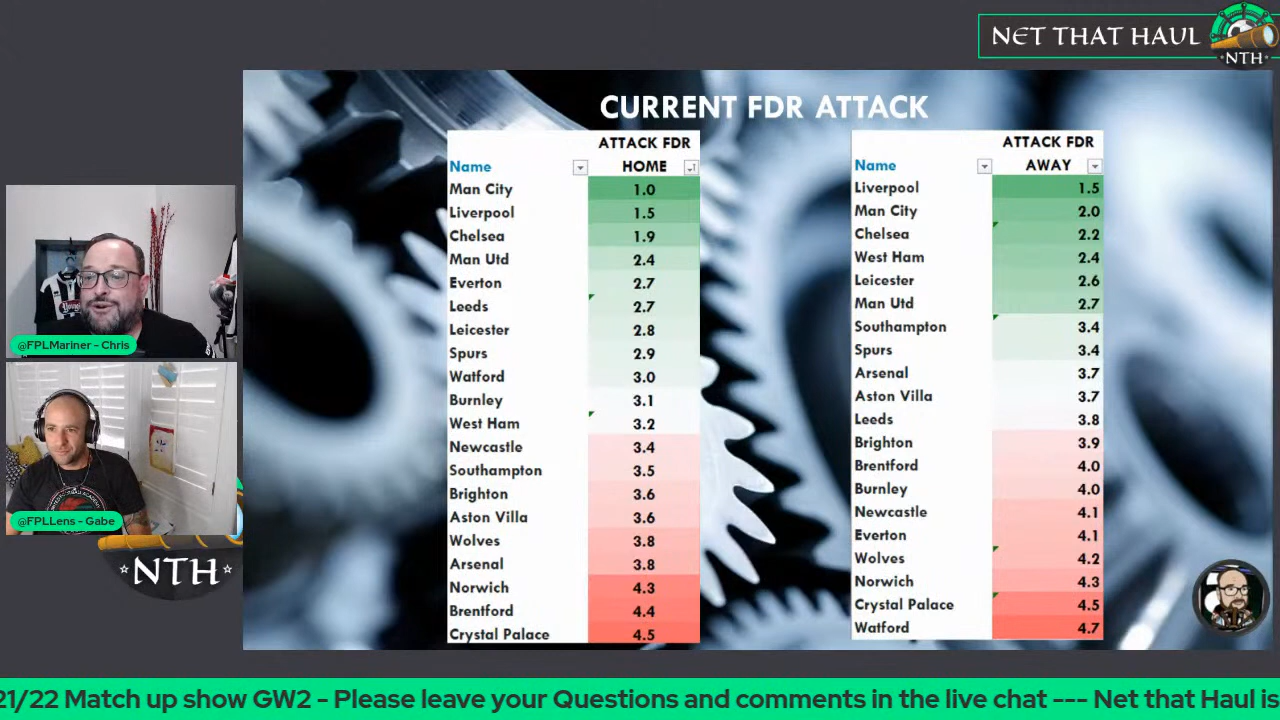 NET THAT HAUL
NTH
CURRENT FDR ATTACK
ATTACK FDR
Name HOME
Man City 1.0
Liverpool 1.5
Chelsea 1.9
Man Utd 2.4
Everton 2.7
Leeds 2.7
Leicester 2.8
Spurs 2.9
Watford 3.0
Burnley 3.1
West Ham 3.2
Newcastle 3.4
Southampton 3.5
Brighton 3.6
Aston Villa 3.6
Wolves 3.8
Arsenal 3.8
Norwich 4.3
Brentford 4.4
Crystal Palace 4.5
ATTACK FDR
Name AWAY
Liverpool 1.5
Man City 2.0
Chelsea 2.2
West Ham 2.4
Leicester 2.6
Man Utd 2.7
Southampton 3.4
Spurs 3.4
Arsenal 3.7
Aston Villa 3.7
Leeds 3.8
Brighton 3.9
Brentford 4.0
Burnley 4.0
Newcastle 4.1
Everton 4.1
Wolves 4.2
Norwich 4.3
Crystal Palace 4.5
Watford 4.7
@FPLMariner - Chris
@FPLLens - Gabe
NTH
21/22 Match up show GW2 - Please leave your Questions and comments in the live chat --- Net that Haul is